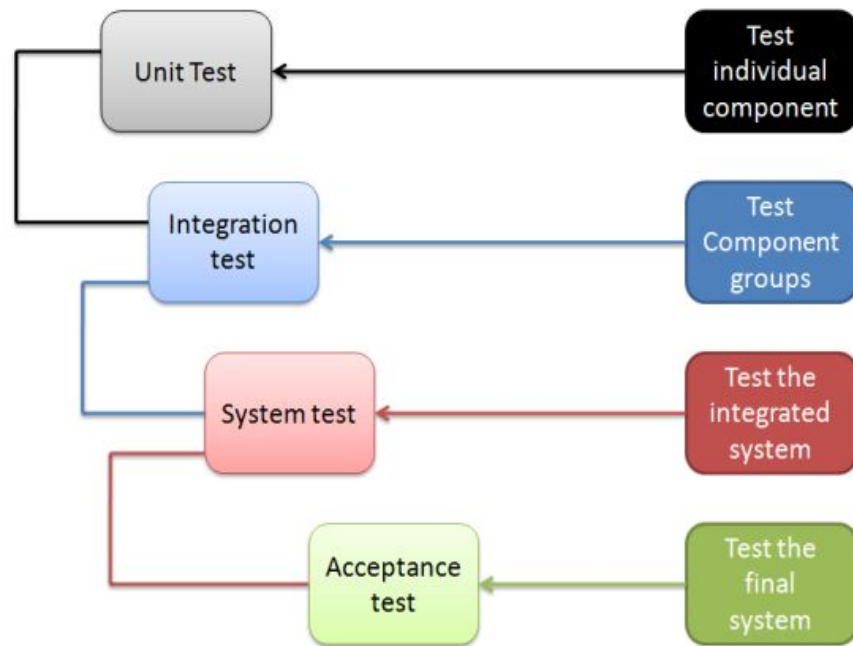 Unit Test
Test
individual
component
Integration
test
Test
Component
groups
System test
Test the
integrated
system
Acceptance
test
Test the
final
system